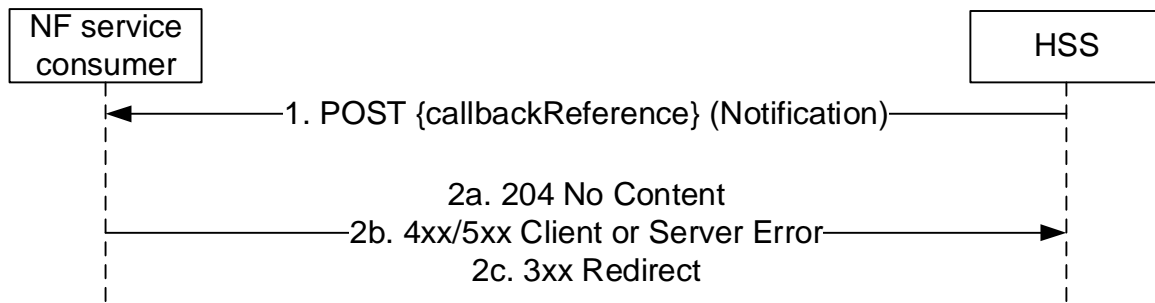 NF service
consumer
HSS
1. POST {callbackReference} (Notification)
2a. 204 No Content
2b. 4xx/5xx Client or Server Error
2c. 3xx Redirect